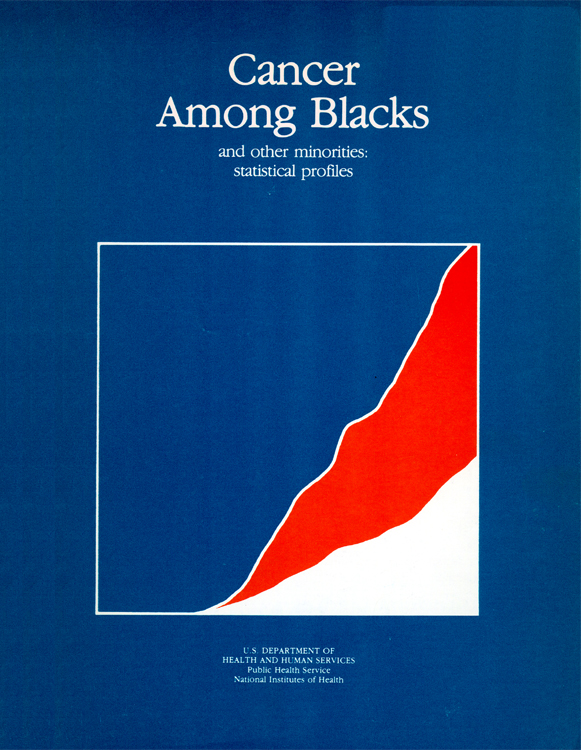 Cancer
Among Blacks
and other minorities:
statistical profiles
U.S. DEPARTMENT OF
HEALTH AND HUMAN SERVICES
Public Health Service
National Institutes of Health